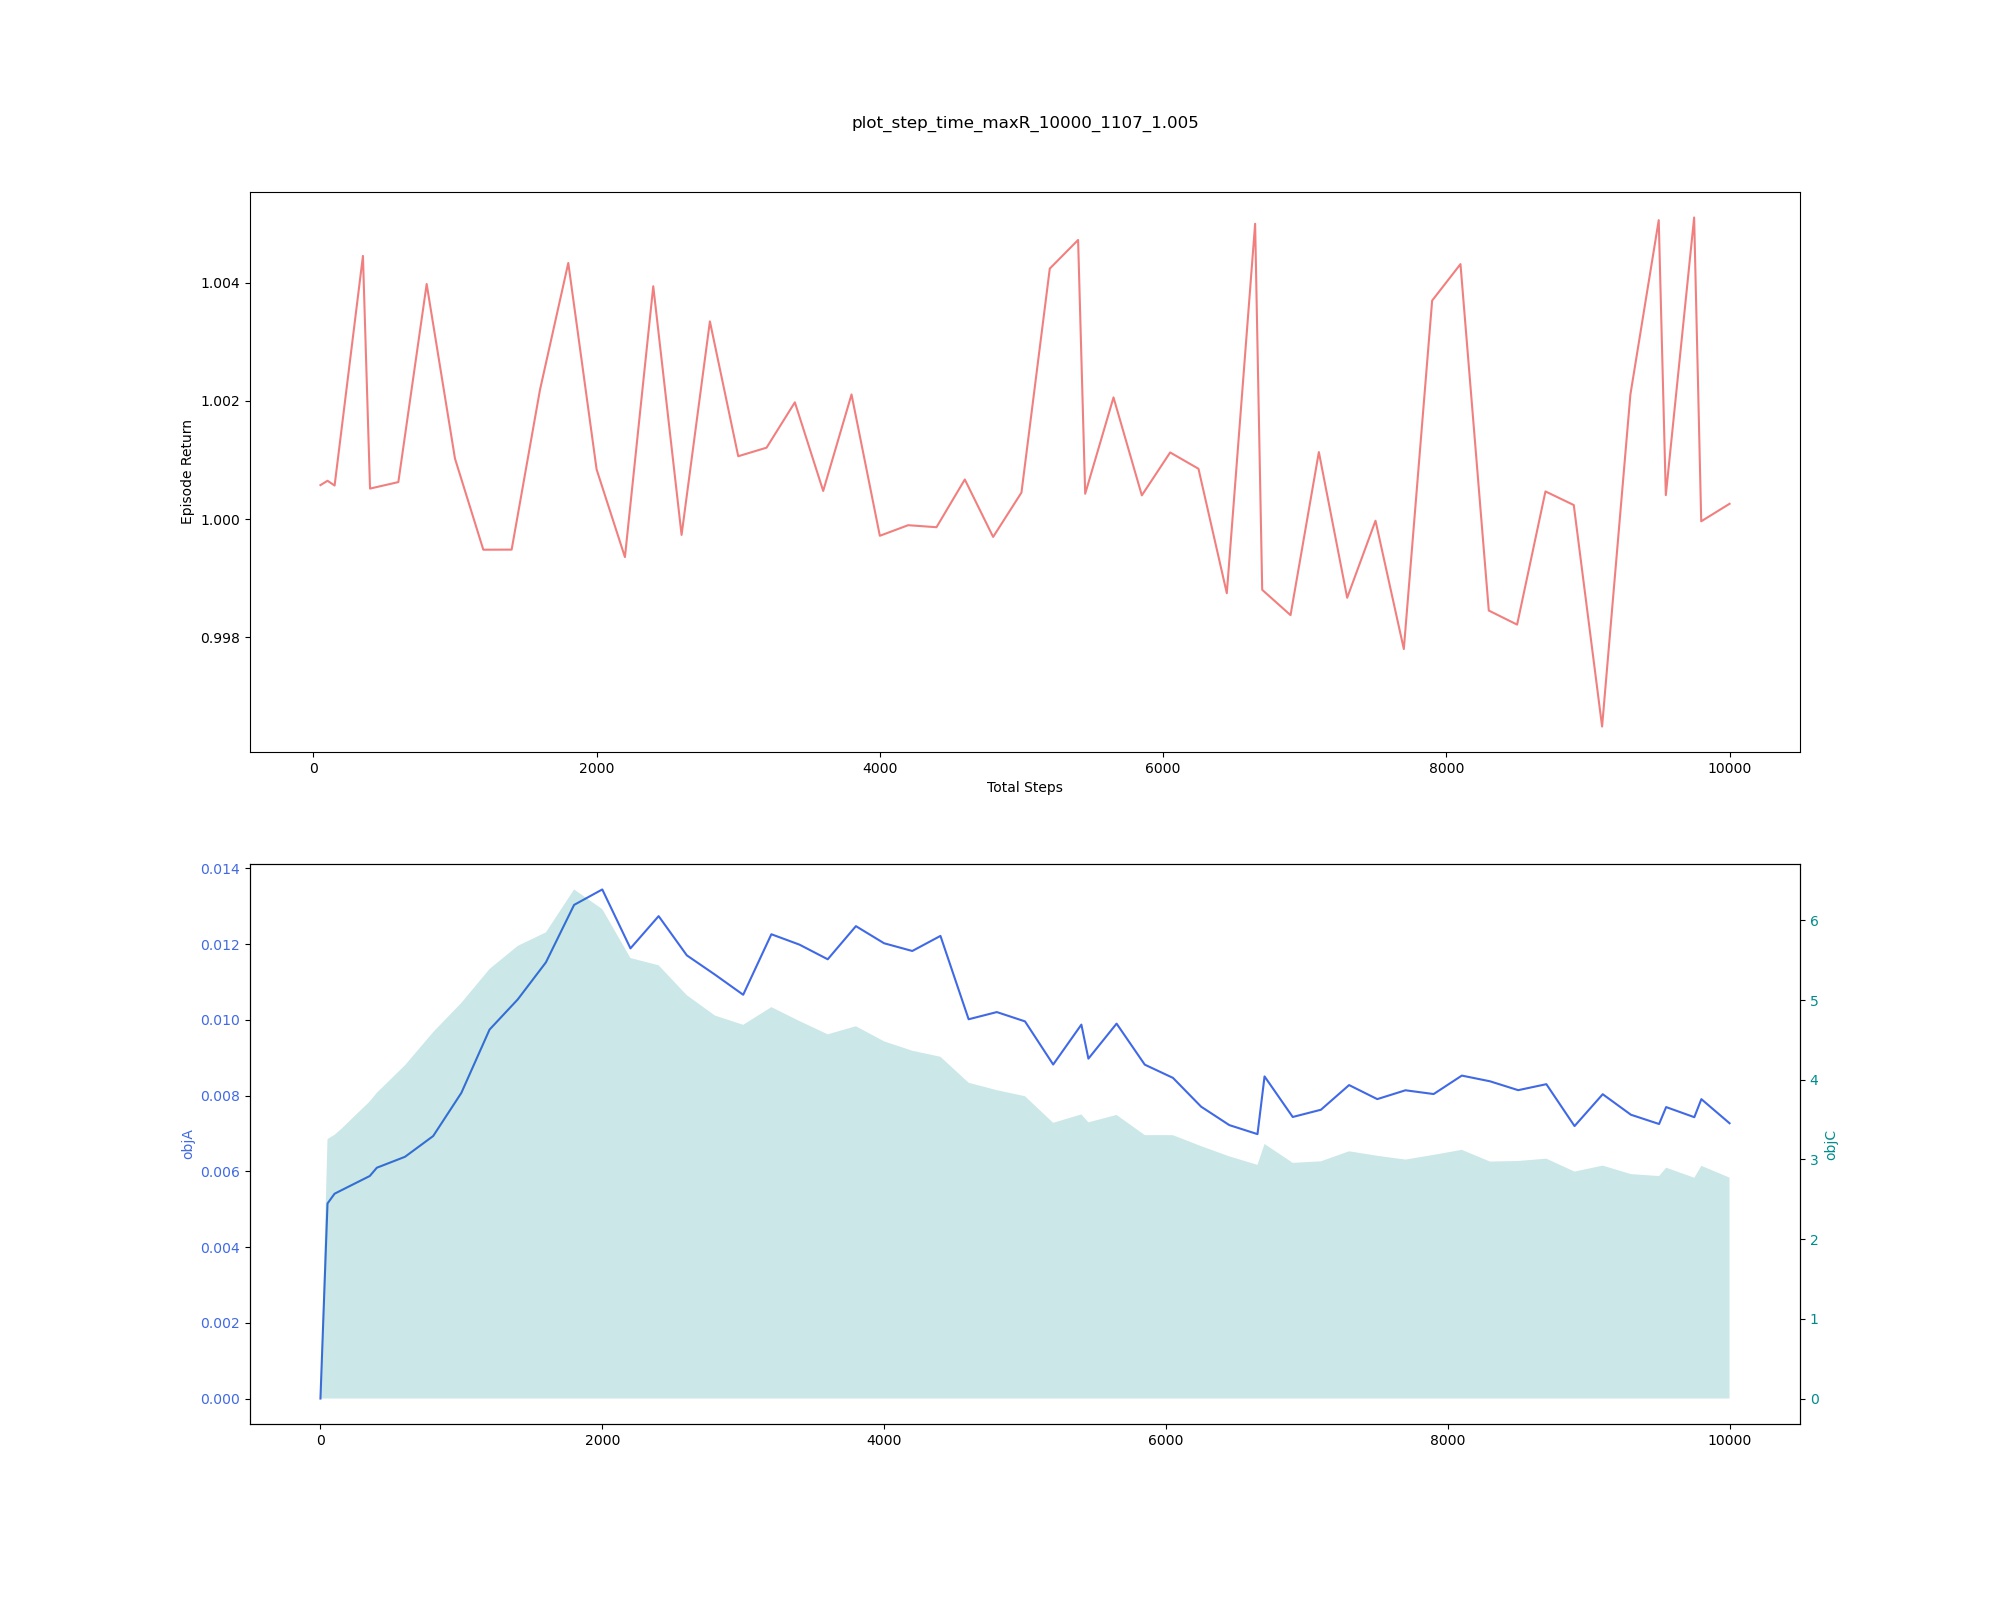 plot_step_time_maxR_10000_1107_1.005
1.004
1.002
1.000
0.998
Episode Return
0 2000 4000 6000 8000 10000
Total Steps
0.014
0.012
0.010
0.008
0.006
0.004
0.002
0.000
objA
6
5
4
3
2
1
0
objC
0 2000 4000 6000 8000 10000